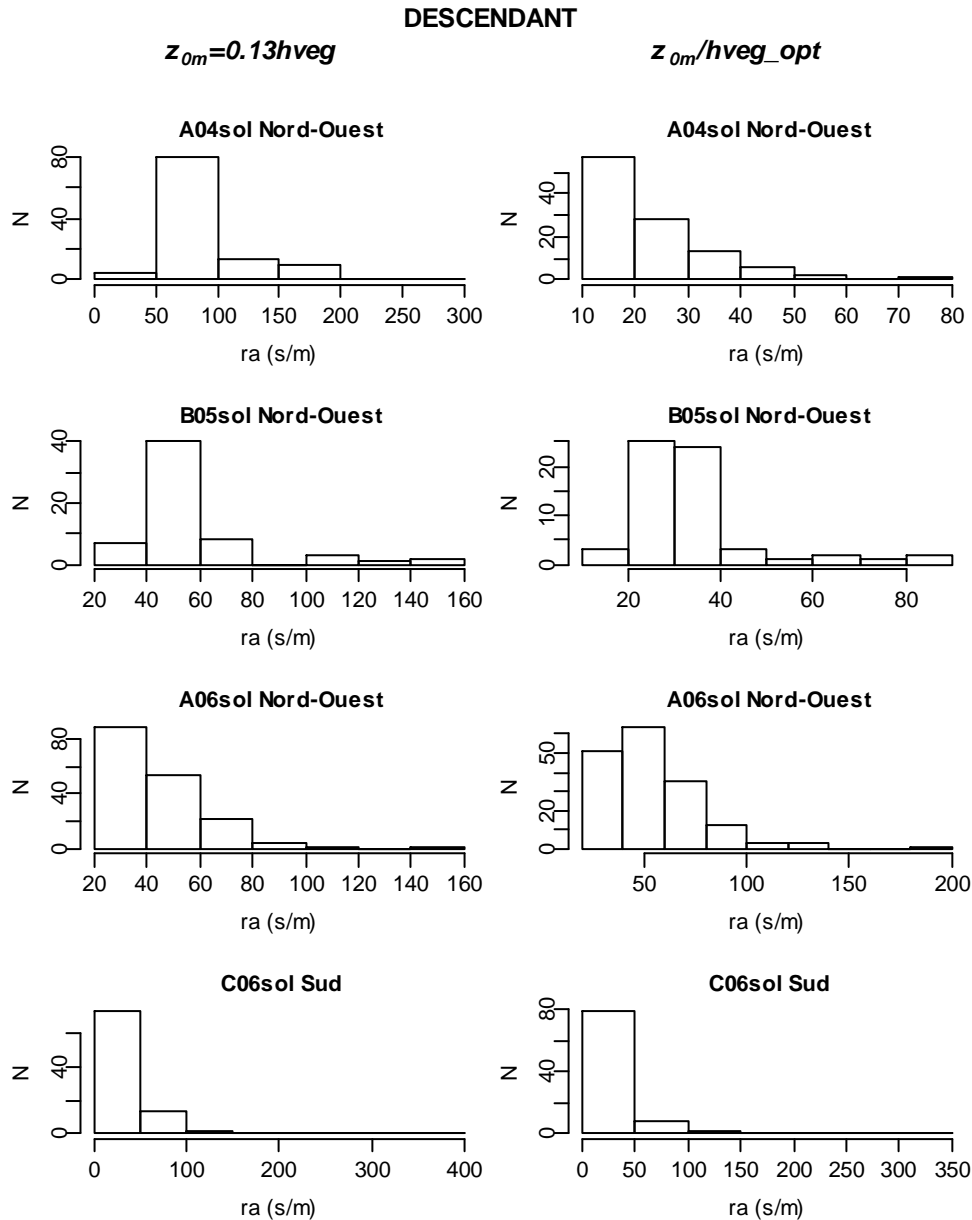 DESCENDANT
z0m=0.13hveg z0m/hveg_opt
A04sol Nord-Ouest A04sol Nord-Ouest
N 0 40 80 N 0 20 40
0 50 100 150 200 250 300 10 20 30 40 50 60 70 80
ra (s/m) ra (s/m)
B05sol Nord-Ouest B05sol Nord-Ouest
N 0 20 40 N 0 10 20
20 40 60 80 100 120 140 160 20 40 60 80
ra (s/m) ra (s/m)
A06sol Nord-Ouest A06sol Nord-Ouest
N 0 40 80 N 0 20 50
20 40 60 80 100 120 140 160 50 100 150 200
ra (s/m) ra (s/m)
C06sol Sud C06sol Sud
N 0 40 N 0 40 80
0 100 200 300 400 0 50 100 150 200 250 300 350
ra (s/m) ra (s/m)